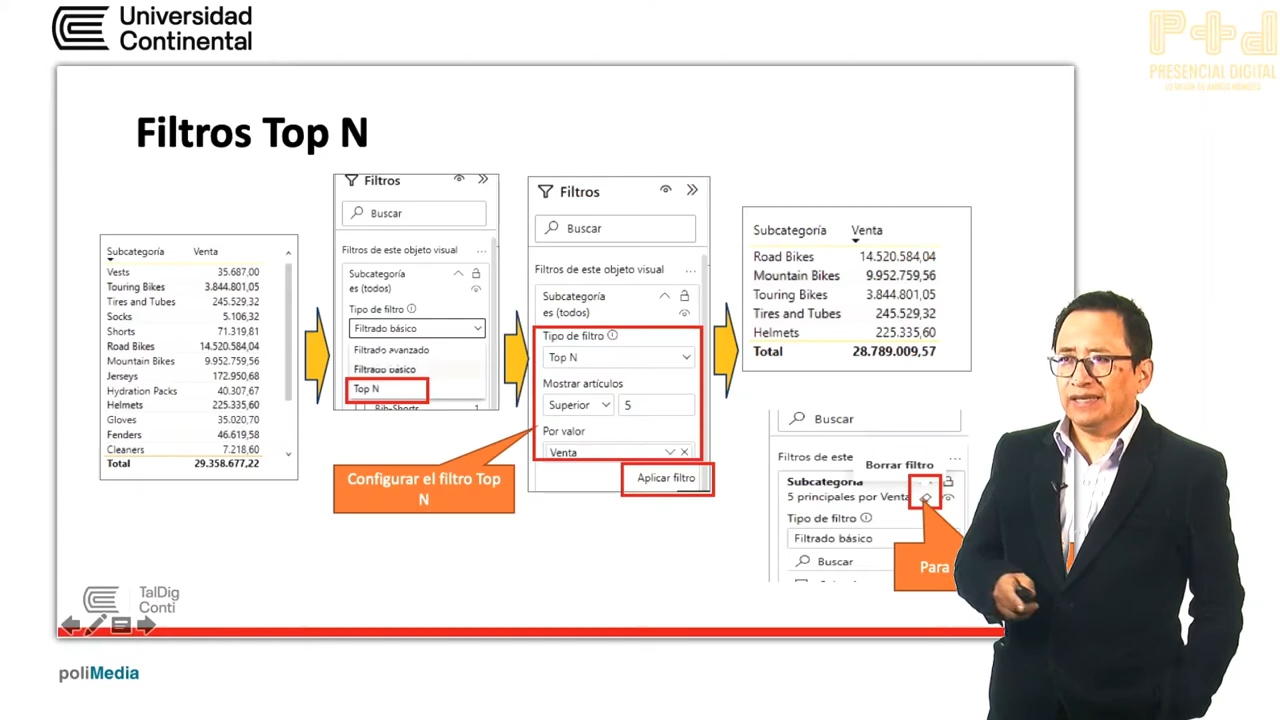 Universidad
Continental
P+d
PRESENCIAL DIGITAL
LO MEJOR DE AMBOS MUNDOS
Filtros Top N
Subcategoría Venta
Vests 35.687,00
Touring Bikes 3.844.801,05
Tires and Tubes 245.529,32
Socks 5.106,32
Shorts 71.319,81
Road Bikes 14.520.584,04
Mountain Bikes 9.952.759,56
Jerseys 172.950,68
Hydration Packs 40.307,67
Helmets 225.335,60
Gloves 35.020,70
Fenders 46.619,58
Cleaners 7.218,60
Total 29.358.677,22
Filtros
Buscar
Filtros de este objeto visual ...
Subcategoría
es (todos)
Tipo de filtro
Filtrado básico
Filtrado avanzado
Filtrado básico
Top N
Bib-Shorts 1
Configurar el filtro Top
N
Filtros
Buscar
Filtros de este objeto visual ...
Subcategoría
es (todos)
Tipo de filtro
Top N
Mostrar artículos
Superior 5
Por valor
Venta
Aplicar filtro
Subcategoría Venta
Road Bikes 14.520.584,04
Mountain Bikes 9.952.759,56
Touring Bikes 3.844.801,05
Tires and Tubes 245.529,32
Helmets 225.335,60
Total 28.789.009,57
Buscar
Filtros de este ...
Borrar filtro
Subcategoría
5 principales por Venta
Tipo de filtro
Filtrado básico
Buscar
Para
TalDig
Conti
poliMedia